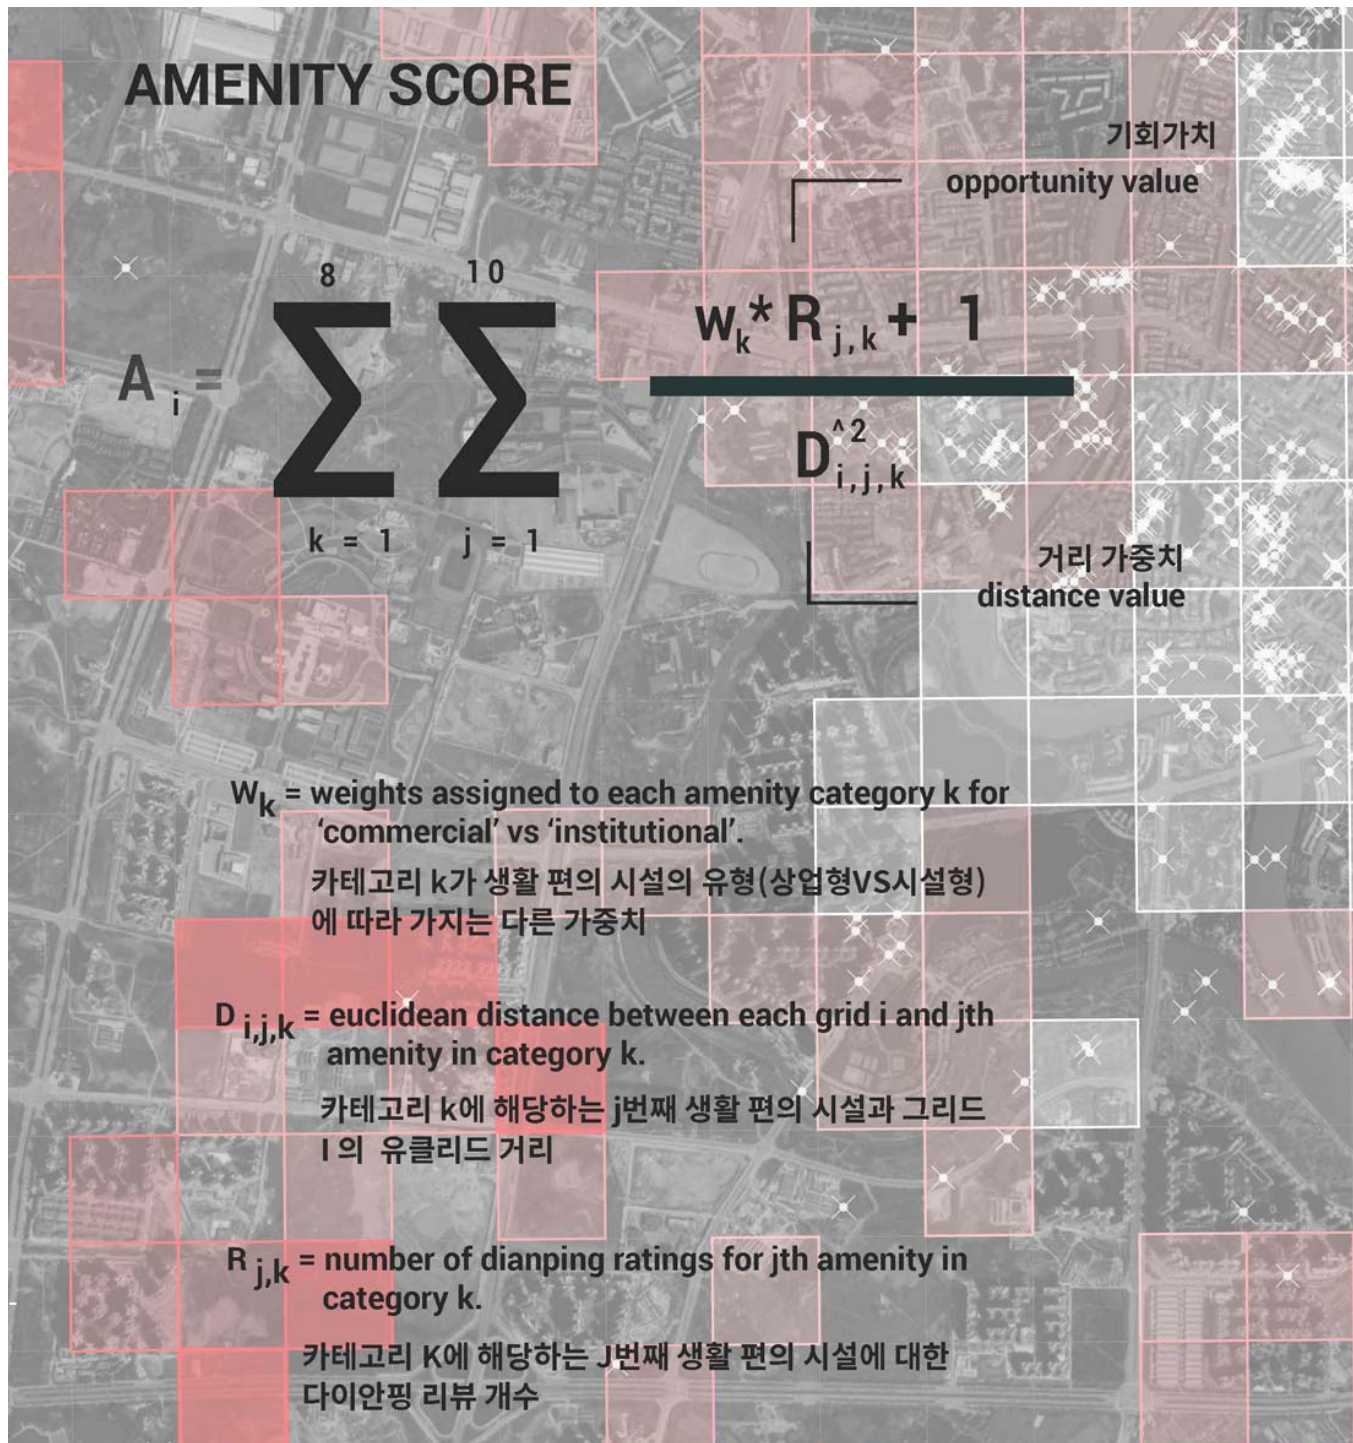 AMENITY SCORE
기회가치
opportunity value
8 10
A i = ∑ ∑ w k * R j,k + 1
D ^2 i,j,k
k = 1 j = 1
거리 가중치
distance value
W k = weights assigned to each amenity category k for
‘commercial’ vs ‘institutional’.
카테고리 k가 생활 편의 시설의 유형(상업형VS시설형)
에 따라 가지는 다른 가중치
D i,j,k = euclidean distance between each grid i and jth
amenity in category k.
카테고리 k에 해당하는 j번째 생활 편의 시설과 그리드
I 의 유클리드 거리
R j,k = number of dianping ratings for jth amenity in
category k.
카테고리 K에 해당하는 J번째 생활 편의 시설에 대한
다이안핑 리뷰 개수